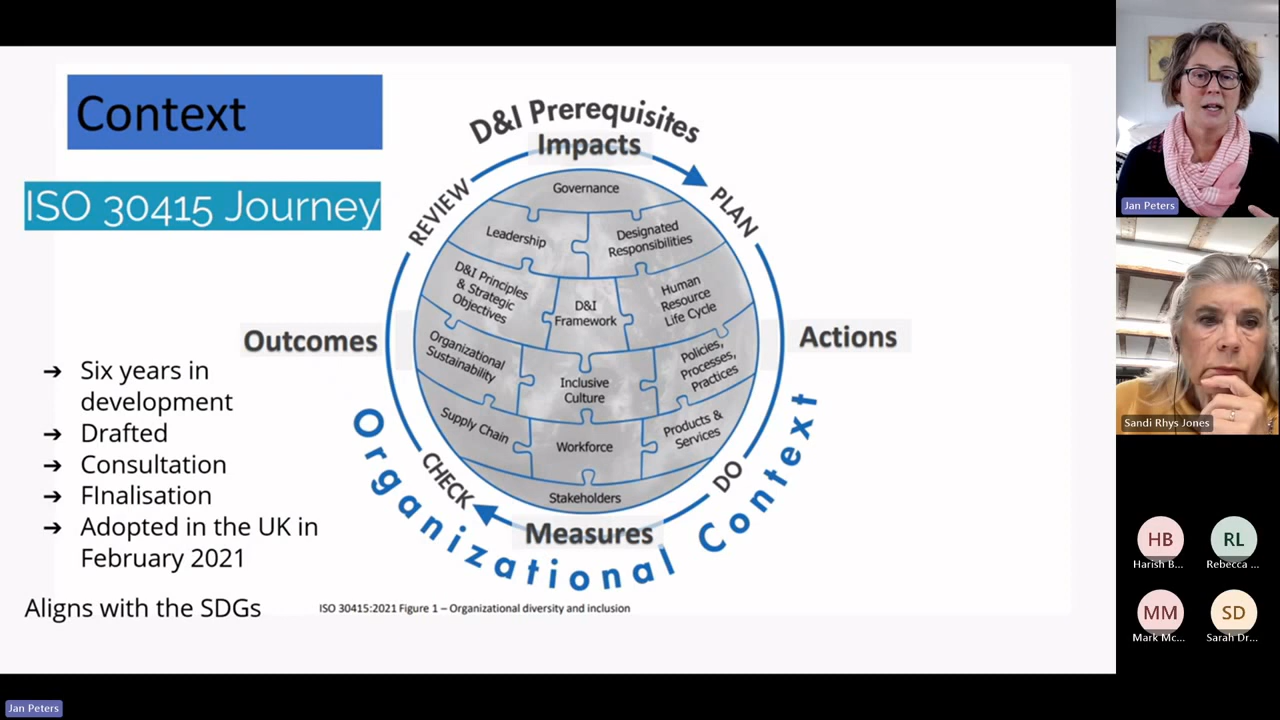 Context
ISO 30415 Journey
→ Six years in
development
→ Drafted
→ Consultation
→ FInalisation
→ Adopted in the UK in
February 2021
Aligns with the SDGs
D&I Prerequisites
Impacts
REVIEW
PLAN
Governance
Leadership
Designated
Responsibilities
D&I Principles
& Strategic
Objectives
D&I
Framework
Human
Resource
Life Cycle
Outcomes
Actions
Organizational
Sustainability
Inclusive
Culture
Policies,
Processes,
Practices
Supply Chain
Workforce
Products &
Services
CHECK
DO
Stakeholders
Measures
Organizational Context
ISO 30415:2021 Figure 1 – Organizational diversity and inclusion
Jan Peters
Sandi Rhys Jones
HB
Harish B...
RL
Rebecca ...
MM
Mark Mc...
SD
Sarah Dr...
Jan Peters